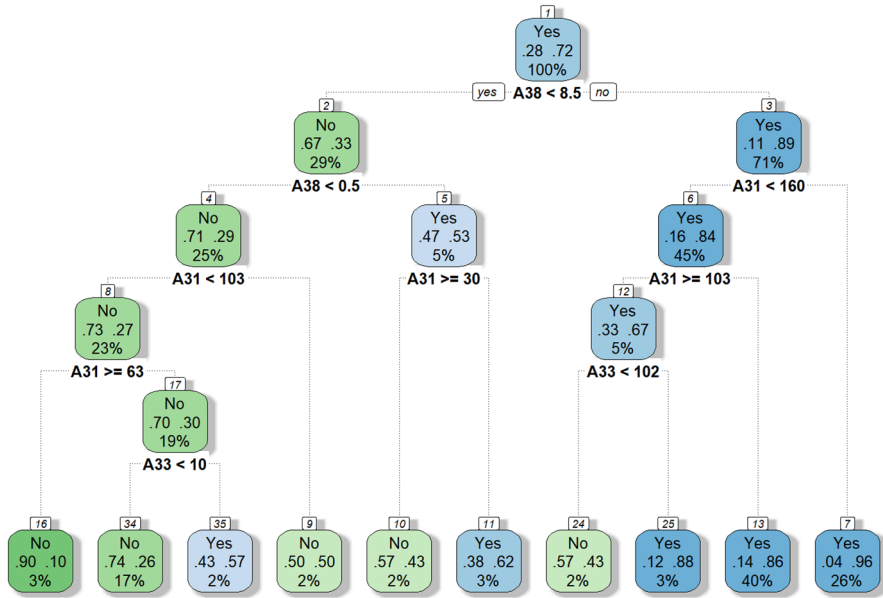 1
Yes
.28 .72
100%
yes A38 < 8.5 no
2 3
No Yes
.67 .33 .11 .89
29% 71%
A38 < 0.5 A31 < 160
4 5 6
No Yes Yes
.71 .29 .47 .53 .16 .84
25% 5% 45%
A31 < 103 A31 >= 30 A31 >= 103
8 12
No Yes
.73 .27 .33 .67
23% 5%
A31 >= 63 A33 < 102
17
No
.70 .30
19%
A33 < 10
16 34 35 9 10 11 24 25 13 7
No No Yes No No Yes No Yes Yes Yes
.90 .10 .74 .26 .43 .57 .50 .50 .57 .43 .38 .62 .57 .43 .12 .88 .14 .86 .04 .96
3% 17% 2% 2% 2% 3% 2% 3% 40% 26%